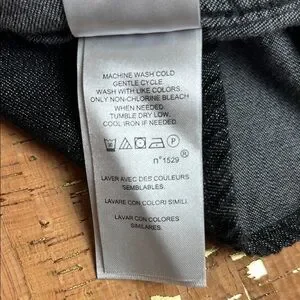 MACHINE WASH COLD
GENTLE CYCLE.
WASH WITH LIKE COLORS.
ONLY NON-CHLORINE BLEACH
WHEN NEEDED.
TUMBLE DRY LOW.
COOL IRON IF NEEDED.
P
®
n°1529
LAVER AVEC DES COULEURS
SEMBLABLES.
LAVARE CON COLORI SIMILI.
LAVAR CON COLORES
SIMILARES.